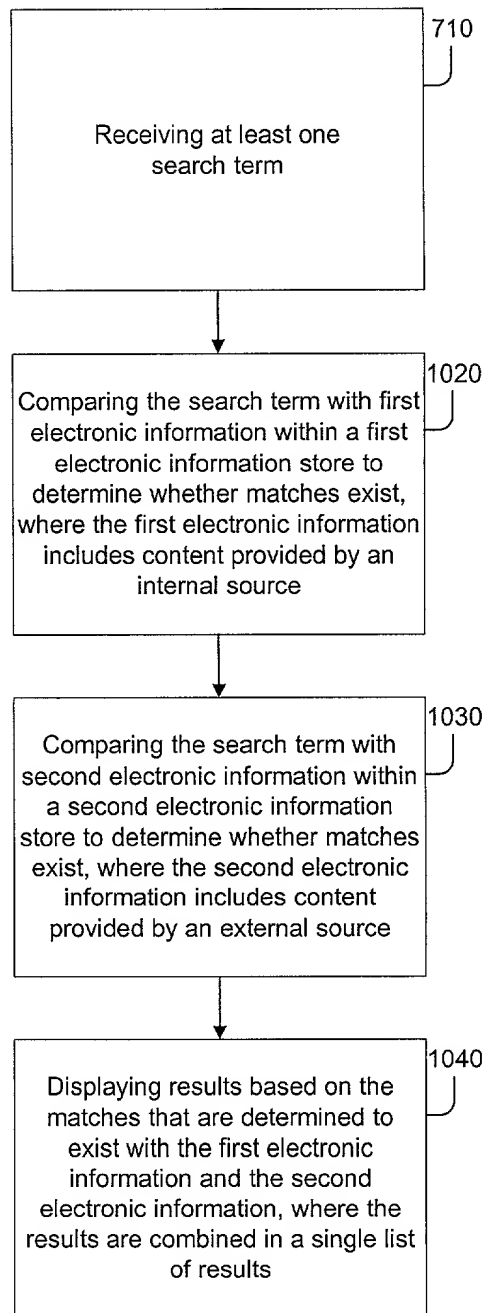 710
Receiving at least one
search term
1020
Comparing the search term with first
electronic information within a first
electronic information store to
determine whether matches exist,
where the first electronic information
includes content provided by an
internal source
1030
Comparing the search term with
second electronic information within
a second electronic information
store to determine whether matches
exist, where the second electronic
information includes content
provided by an external source
1040
Displaying results based on the
matches that are determined to
exist with the first electronic
information and the second
electronic information, where the
results are combined in a single list
of results